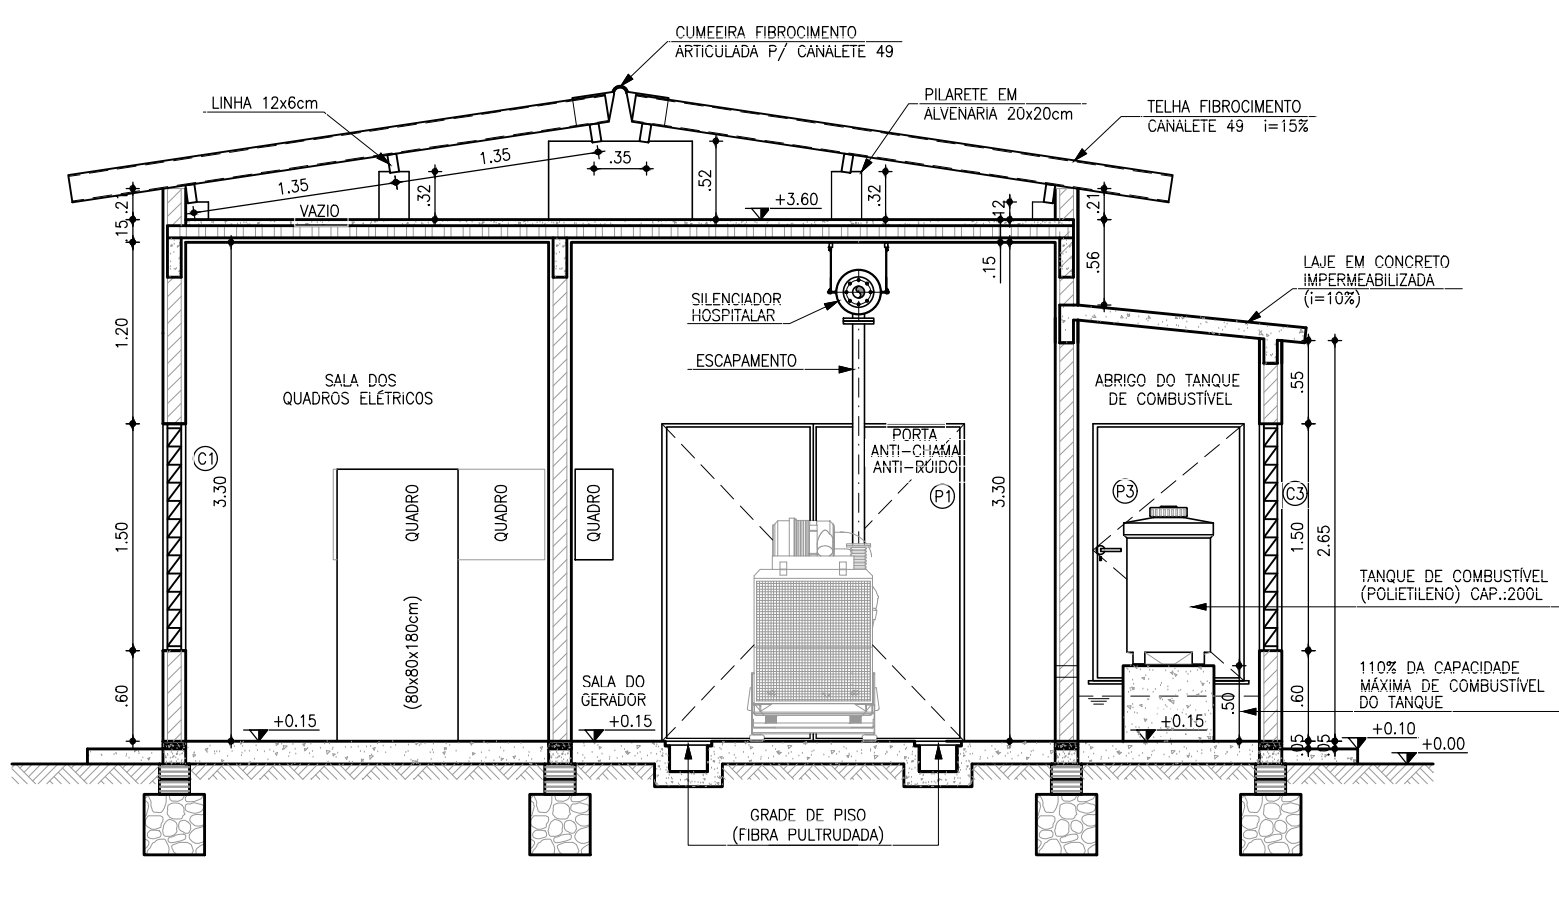 CUMEEIRA FIBROCIMENTO
ARTICULADA P/ CANALETE 49
LINHA 12x6cm
PILARETE EM
ALVENARIA 20x20cm
TELHA FIBROCIMENTO
CANALETE 49 i=15%
1.35
1.35
.35
.52
.32
.32
.12
.21
.21
.15
VAZIO
+3.60
.15
.56
LAJE EM CONCRETO
IMPERMEABILIZADA
(i=10%)
SILENCIADOR
HOSPITALAR
ESCAPAMENTO
1.20
SALA DOS
QUADROS ELÉTRICOS
ABRIGO DO TANQUE
DE COMBUSTÍVEL
.55
PORTA
ANTI-CHAMA
ANTI-RUÍDO
P1
C1
3.30
QUADRO
QUADRO
QUADRO
3.30
P3
C3
1.50
1.50
2.65
(80x80x180cm)
TANQUE DE COMBUSTÍVEL
(POLIETILENO) CAP.:200L
110% DA CAPACIDADE
MÁXIMA DE COMBUSTÍVEL
DO TANQUE
SALA DO
GERADOR
.60
.50
.60
+0.15
+0.15
+0.15
.05
.05
+0.10
+0.00
GRADE DE PISO
(FIBRA PULTRUDADA)